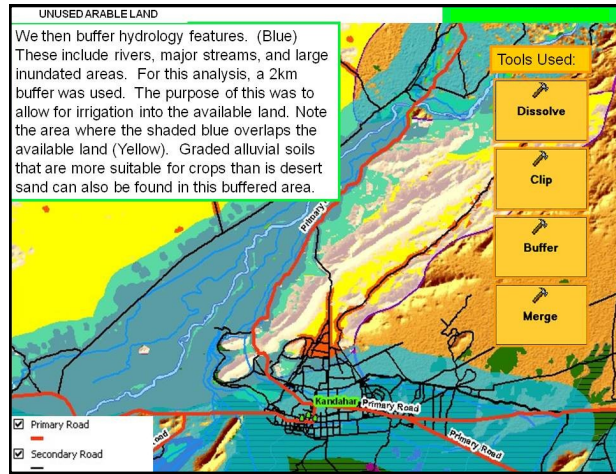 UNUSED ARABLE LAND
We then buffer hydrology features. (Blue)
These include rivers, major streams, and large
inundated areas. For this analysis, a 2km
buffer was used. The purpose of this was to
allow for irrigation into the available land. Note
the area where the shaded blue overlaps the
available land (Yellow). Graded alluvial soils
that are more suitable for crops than is desert
sand can also be found in this buffered area.
Tools Used:
Dissolve
Clip
Buffer
Merge
Primary
Kandahar
Primary Road
Primary Road
Road
Primary Road
Secondary Road